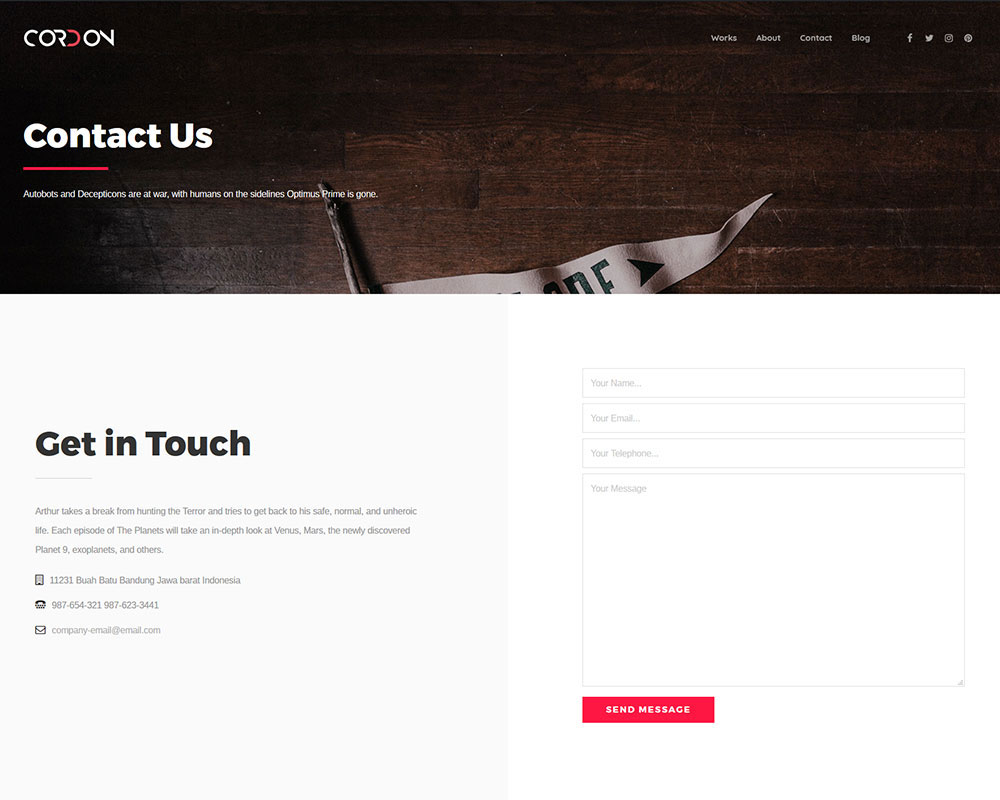 CORDON
Works About Contact Blog
Contact Us
Autobots and Decepticons are at war, with humans on the sidelines Optimus Prime is gone.
Get in Touch
Arthur takes a break from hunting the Terror and tries to get back to his safe, normal, and unheroic
life. Each episode of The Planets will take an in-depth look at Venus, Mars, the newly discovered
Planet 9, exoplanets, and others.
11231 Buah Batu Bandung Jawa barat Indonesia
987-654-321 987-623-3441
company-email@email.com
Your Name...
Your Email...
Your Telephone...
Your Message
SEND MESSAGE